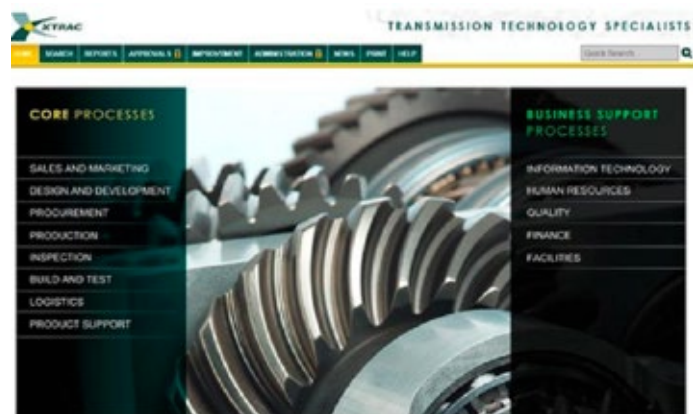 XTRAC
TRANSMISSION TECHNOLOGY SPECIALISTS
HOME SEARCH REPORTS APPROVALS IMPROVEMENT ADMINISTRATION NEWS PRINT HELP
Quick Search
CORE PROCESSES
SALES AND MARKETING
DESIGN AND DEVELOPMENT
PROCUREMENT
PRODUCTION
INSPECTION
BUILD AND TEST
LOGISTICS
PRODUCT SUPPORT
BUSINESS SUPPORT
PROCESSES
INFORMATION TECHNOLOGY
HUMAN RESOURCES
QUALITY
FINANCE
FACILITIES